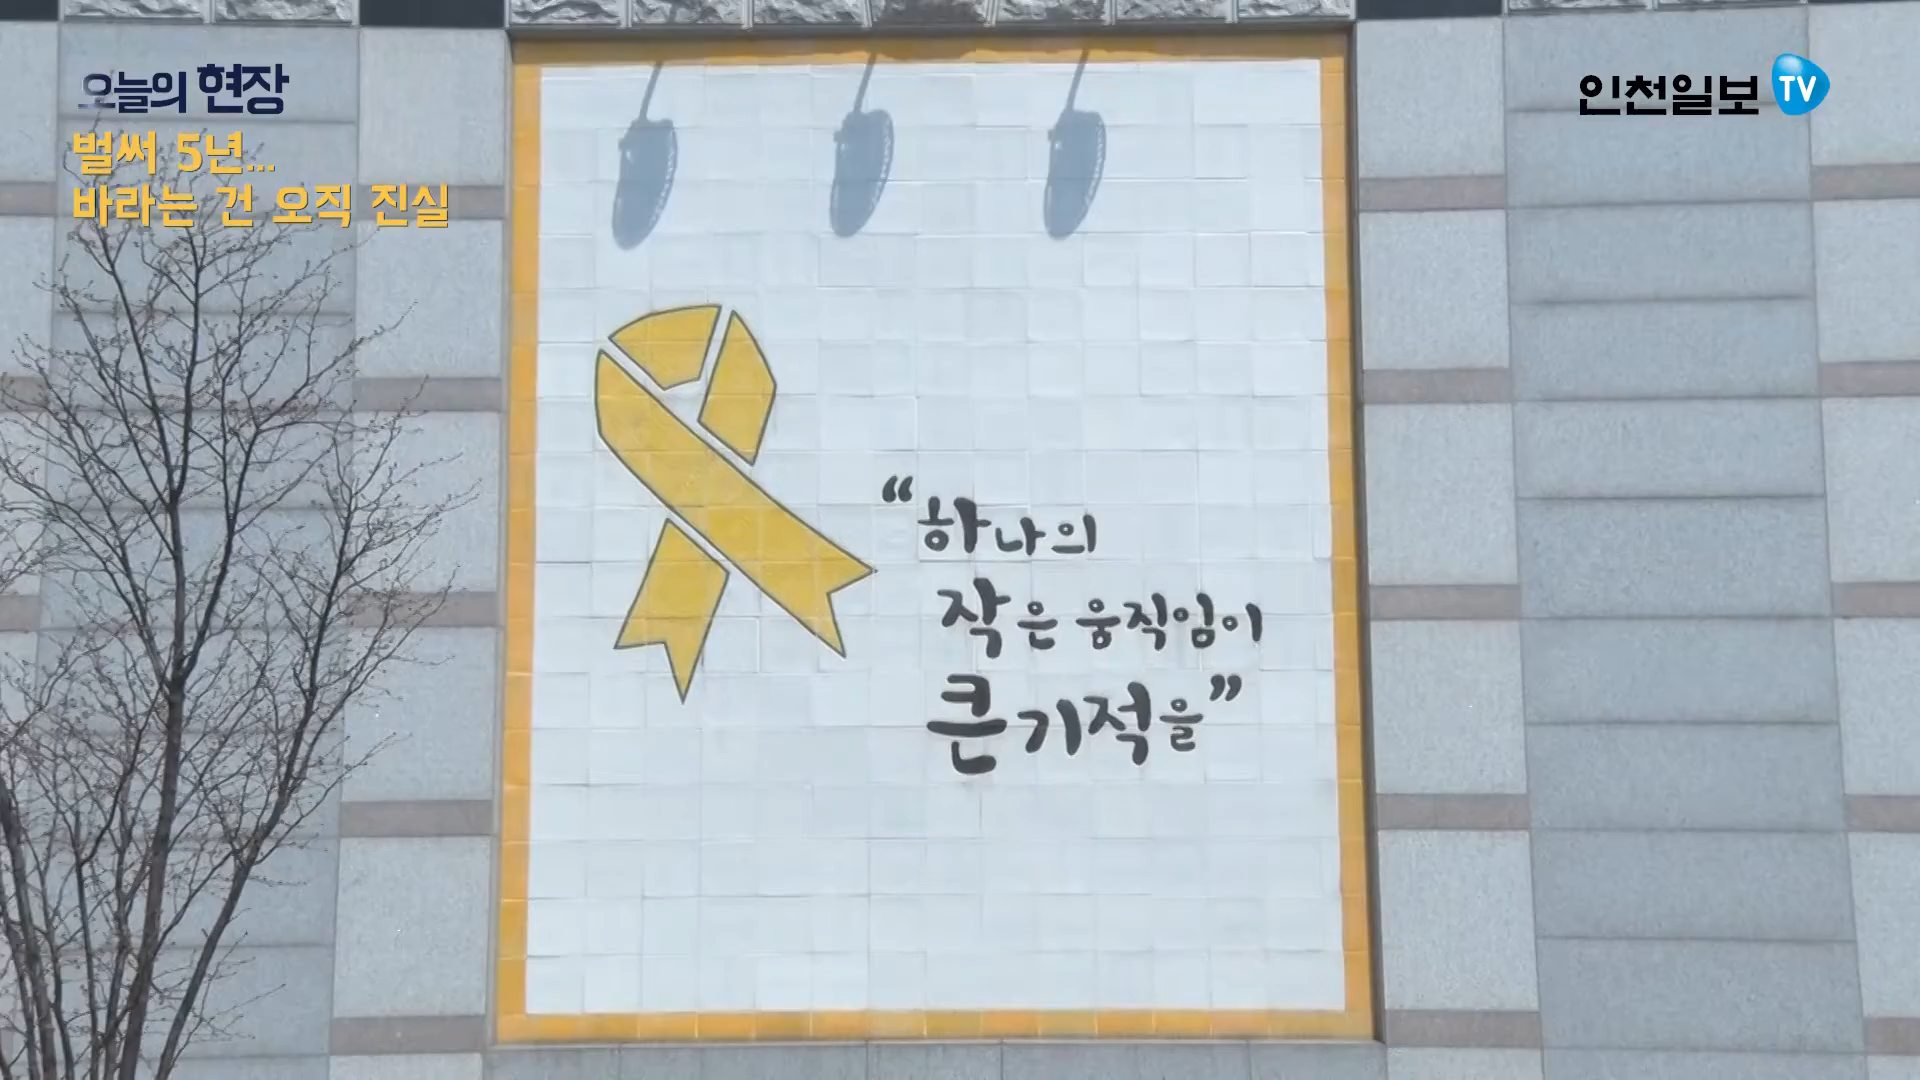 오늘의 현장
벌써 5년...
바라는 건 오직 진실
인천일보 TV
“하나의
작은 움직임이
큰 기적을”